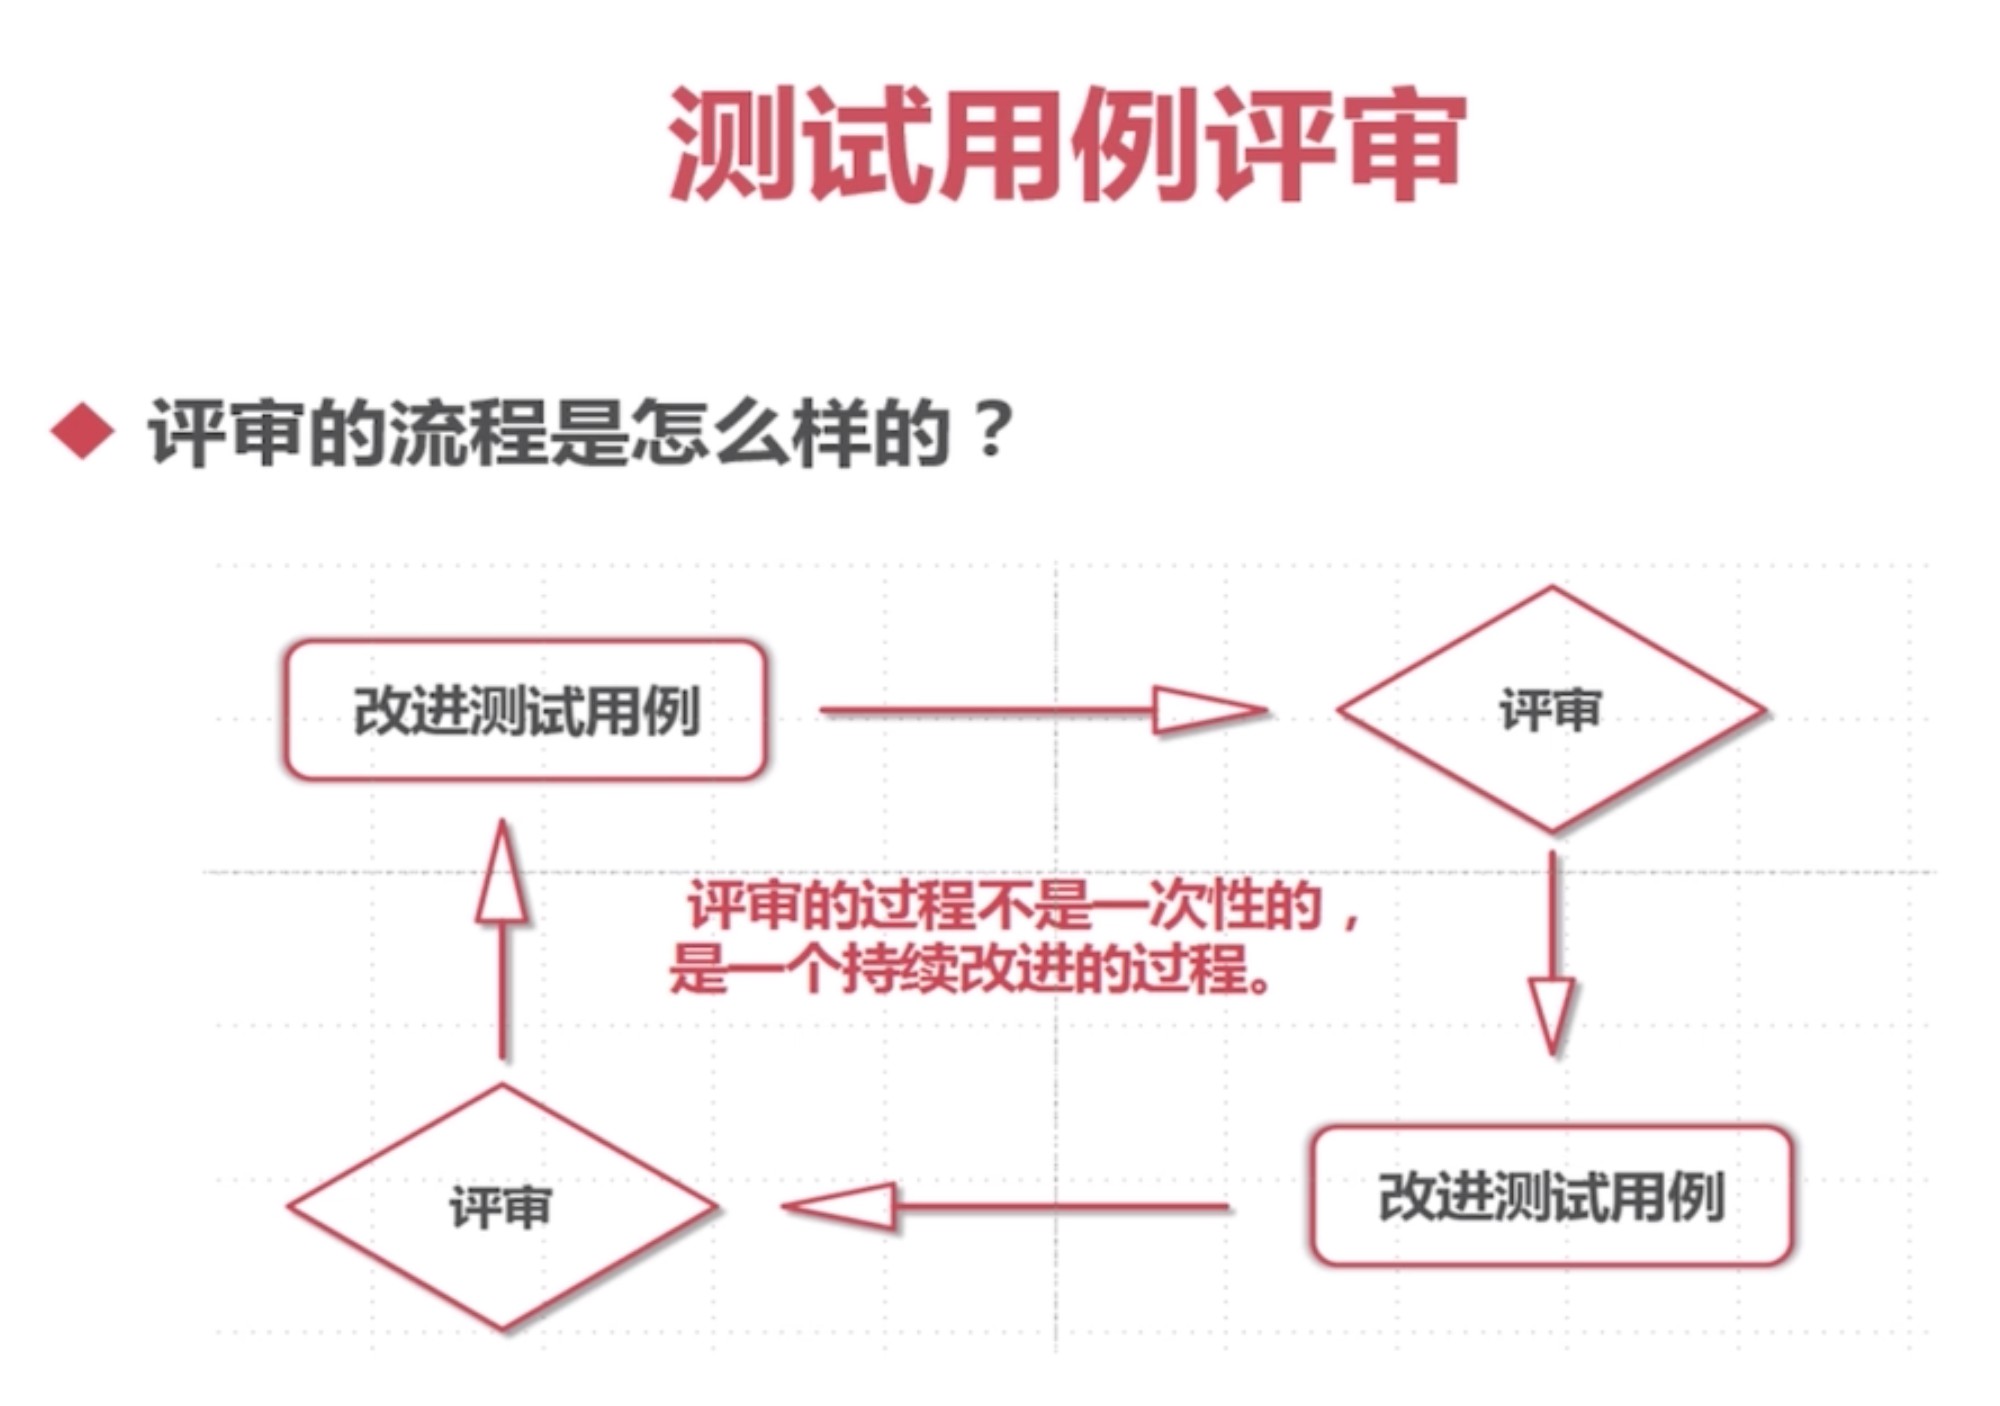 测试用例评审
评审的流程是怎么样的？
改进测试用例
评审
评审的过程不是一次性的，
是一个持续改进的过程。
评审
改进测试用例